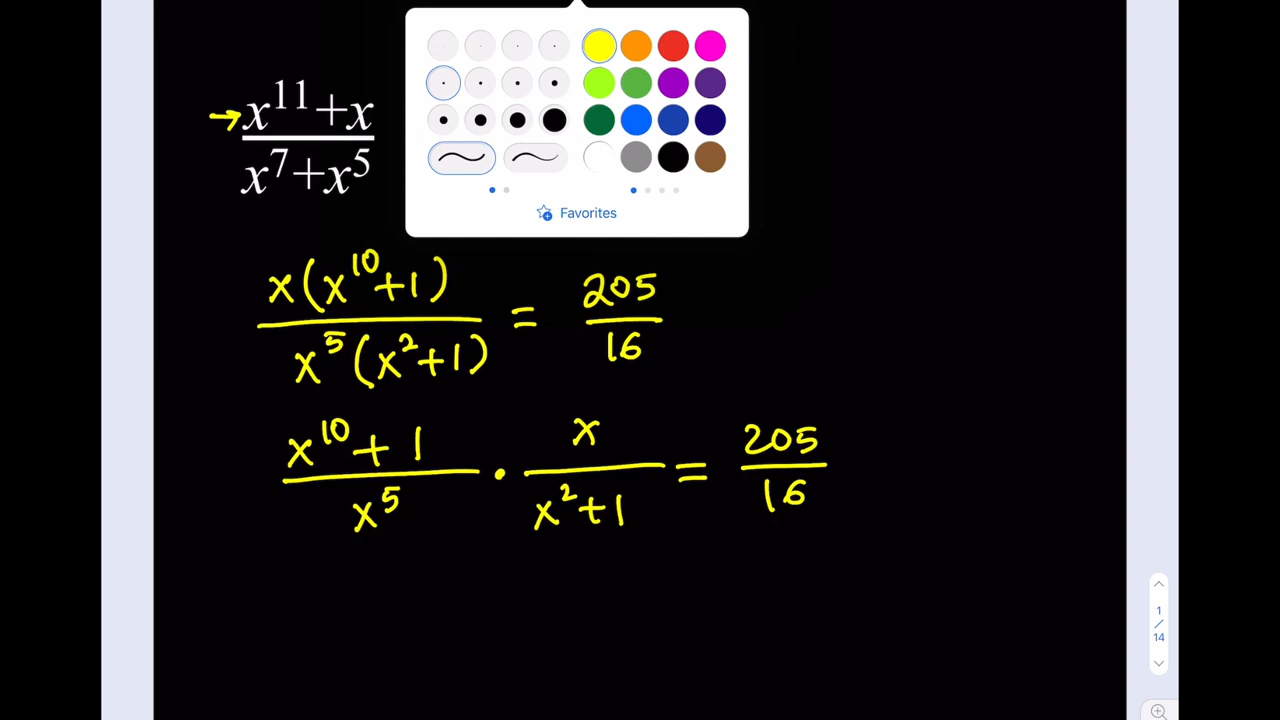 → x^11 + x / x^7 + x^5
Favorites
x(x^10 + 1) / x^5(x^2 + 1) = 205 / 16
x^10 + 1 / x^5 · x / x^2 + 1 = 205 / 16
1
/
14